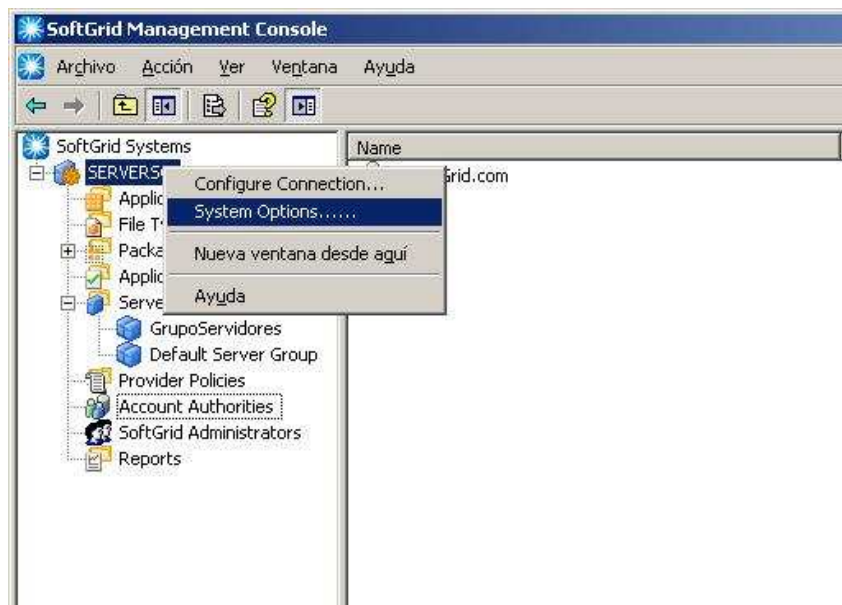 SoftGrid Management Console
Archivo Acción Ver Ventana Ayuda
SoftGrid Systems
Name
Configure Connection...
System Options......
Nueva ventana desde aquí
Ayuda
GrupoServidores
Default Server Group
Provider Policies
Account Authorities
SoftGrid Administrators
Reports